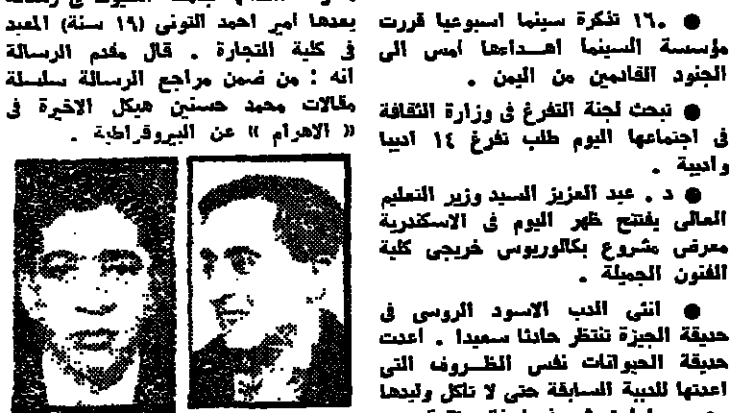 ● ١٦٠ تذكرة سينما اسبوعيا قررت
مؤسسة السينما اهــداءها امس الى
الجنود القادمين من اليمن .
● تبحث لجنة التفرغ فى وزارة الثقافة
فى اجتماعها اليوم طلب تفرغ ١٤ اديبا
واديبة .
● د . عبد العزيز السيد وزير التعليم
العالى يفتتح ظهر اليوم فى الاسكندرية
معرض مشروع بكالوريوس خريجى كلية
الفنون الجميلة .
● انثى الدب الاسود الروسى فى
حديقة الجيزة تنتظر حادثا سعيدا . اعدت
حديقة الحيوانات نفس الظــروف التى
اعدتها للدببة السابقة حتى لا تاكل وليدها
يعدها امير احمد التونى (١٩ سنة) المعيد
فى كلية التجارة . قال مقدم الرسالة
انه : من ضمن مراجع الرسالة سلسلة
مقالات محمد حسنين هيكل الاخيرة فى
« الاهرام » عن البيروقراطية .